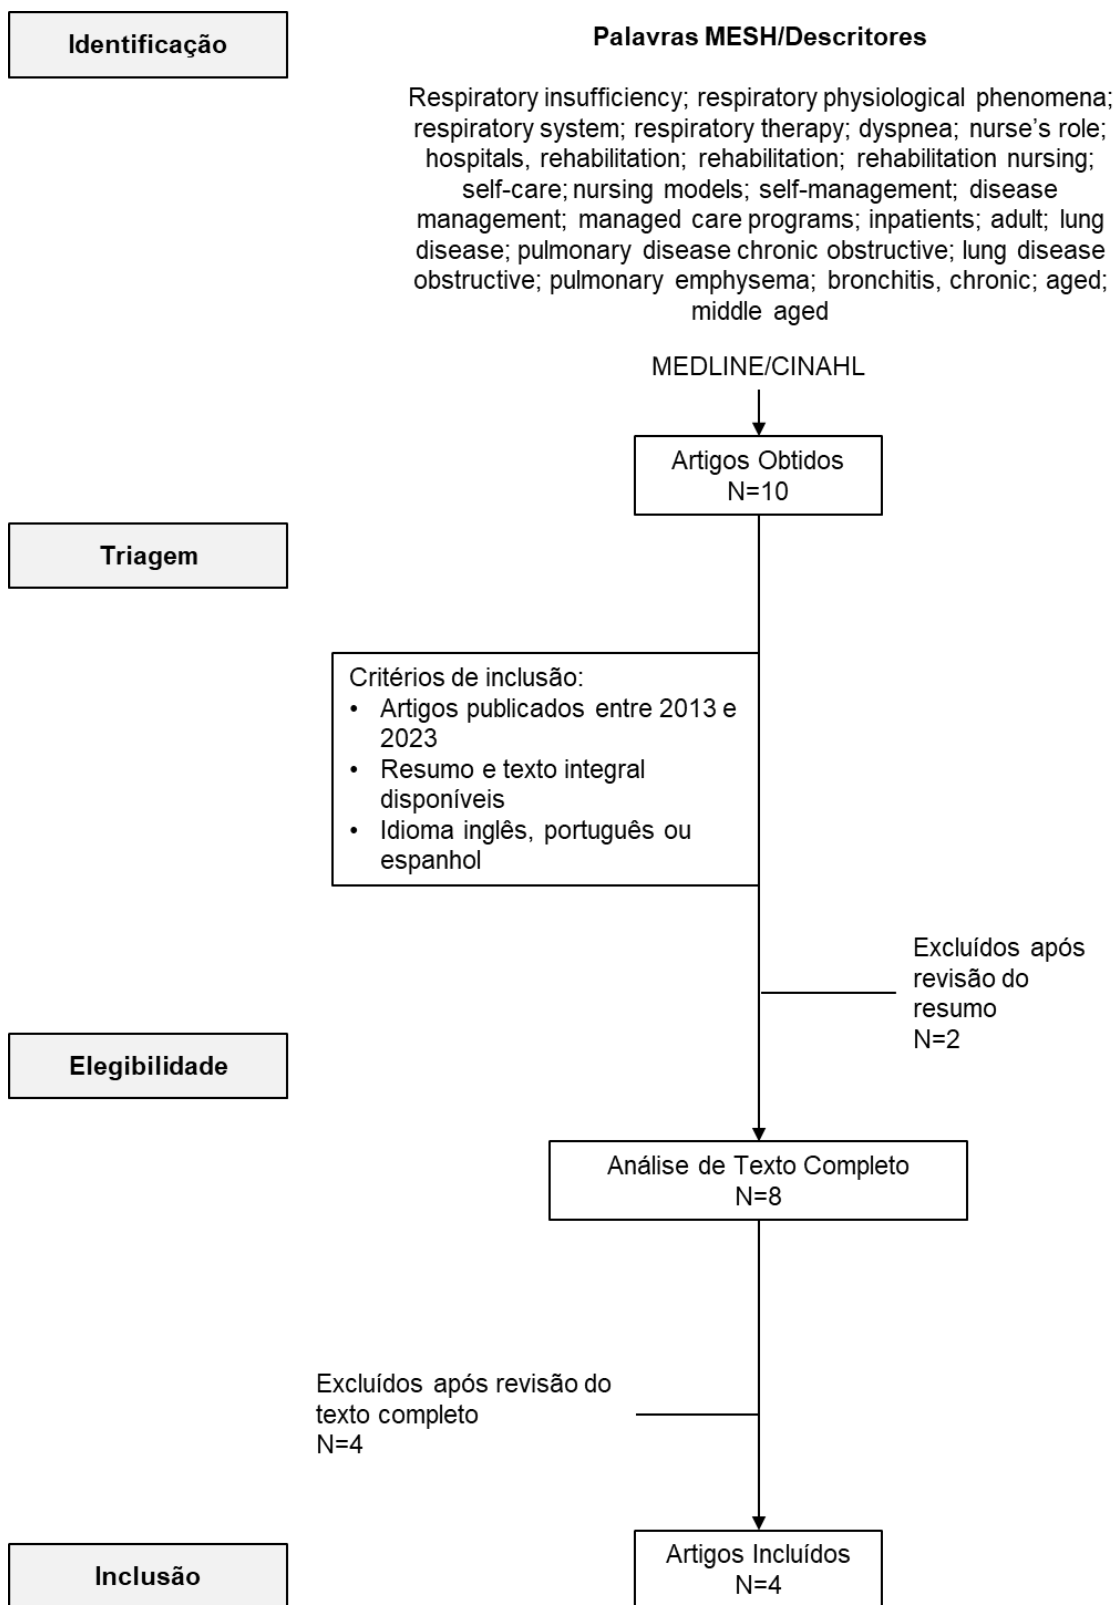 Identificação
Palavras MESH/Descritores
Respiratory insufficiency; respiratory physiological phenomena;
respiratory system; respiratory therapy; dyspnea; nurse’s role;
hospitals, rehabilitation; rehabilitation; rehabilitation nursing;
self-care; nursing models; self-management; disease
management; managed care programs; inpatients; adult; lung
disease; pulmonary disease chronic obstructive; lung disease
obstructive; pulmonary emphysema; bronchitis, chronic; aged;
middle aged
MEDLINE/CINAHL
Artigos Obtidos
N=10
Triagem
Critérios de inclusão:
• Artigos publicados entre 2013 e
2023
• Resumo e texto integral
disponíveis
• Idioma inglês, português ou
espanhol
Excluídos após
revisão do
resumo
N=2
Elegibilidade
Análise de Texto Completo
N=8
Excluídos após revisão do
texto completo
N=4
Artigos Incluídos
N=4
Inclusão